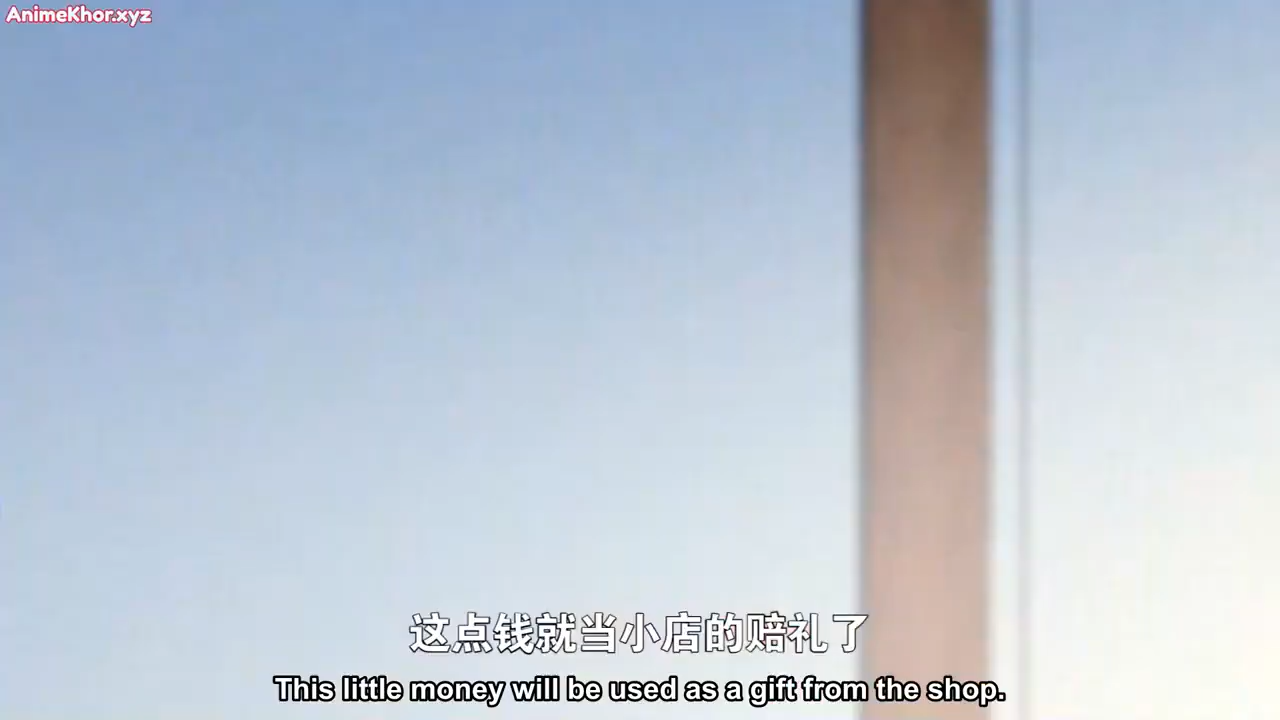 AnimeKhor.xyz
这点钱就当小店的赔礼了
This little money will be used as a gift from the shop.